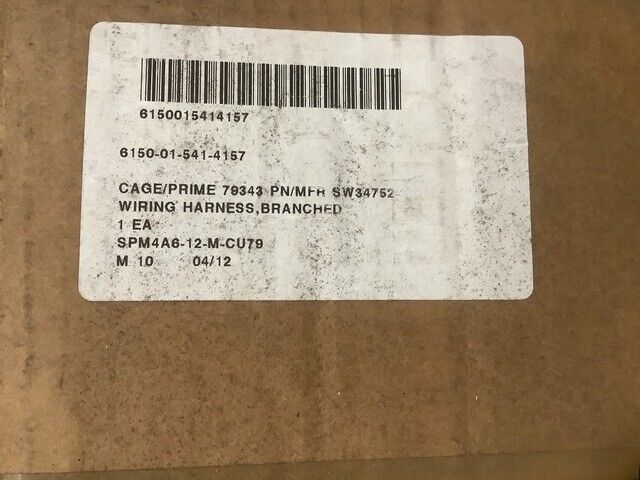 6150015414157
6150-01-541-4157
CAGE/PRIME 79343 PN/MFR SW34752-
WIRING HARNESS,BRANCHED
1 EA
SPM4A6-12-M-CU79
M 10 04/12